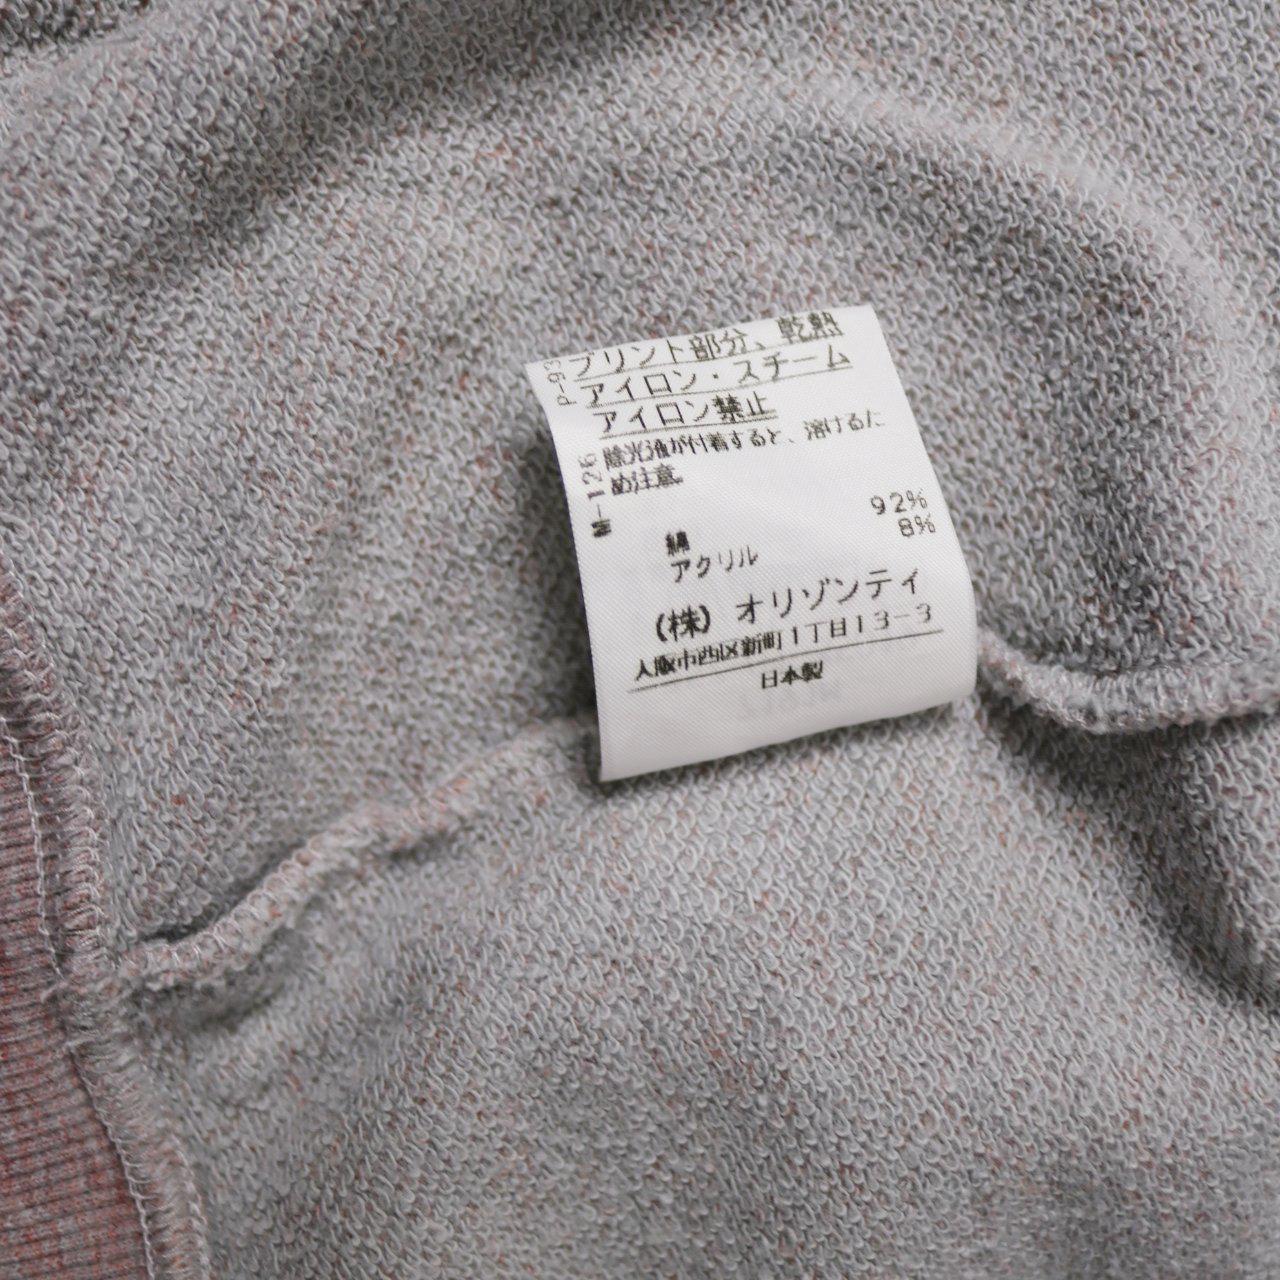 P-93
プリント部分、乾熱
アイロン・スチーム
アイロン禁止
M-126
除光液が付着すると、溶けるた
め注意。
綿 92%
アクリル 8%
(株) オリゾンティ
大阪市西区新町1丁目13-3
日本製